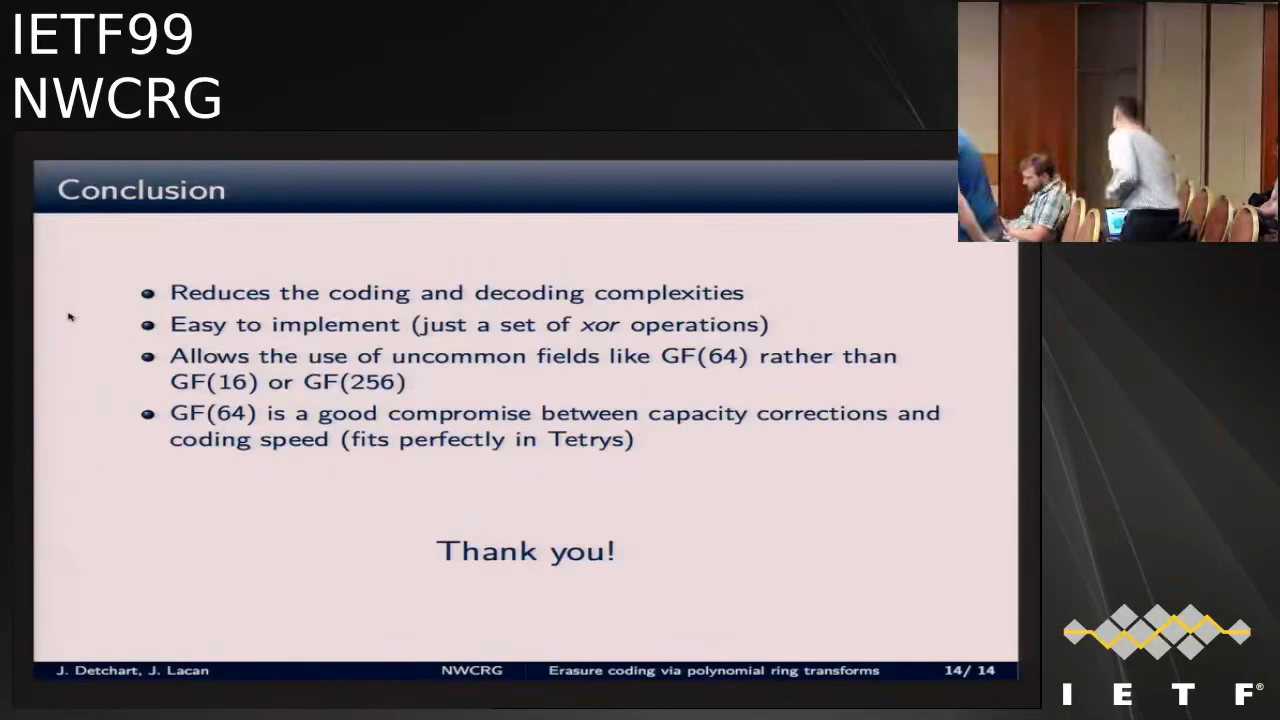 IETF99
NWCRG
Conclusion
Reduces the coding and decoding complexities
Easy to implement (just a set of xor operations)
Allows the use of uncommon fields like GF(64) rather than
GF(16) or GF(256)
GF(64) is a good compromise between capacity corrections and
coding speed (fits perfectly in Tetrys)
Thank you!
J. Detchart, J. Lacan NWCRG Erasure coding via polynomial ring transforms 14/ 14
I E T F®